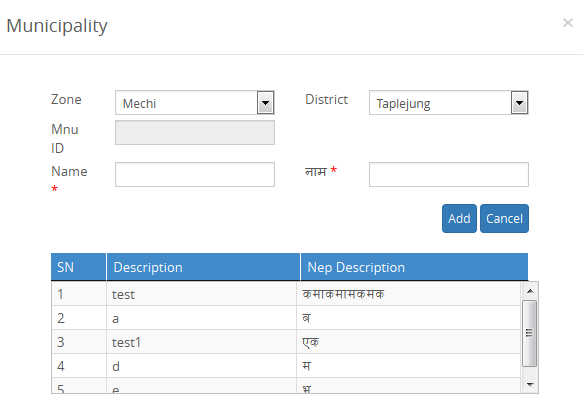 Municipality ×
Zone Mechi District Taplejung
Mnu
ID
Name * नाम *
Add Cancel
SN Description Nep Description
1 test कमाकमामकमक
2 a ब
3 test1 एक
4 d म
5 e भ